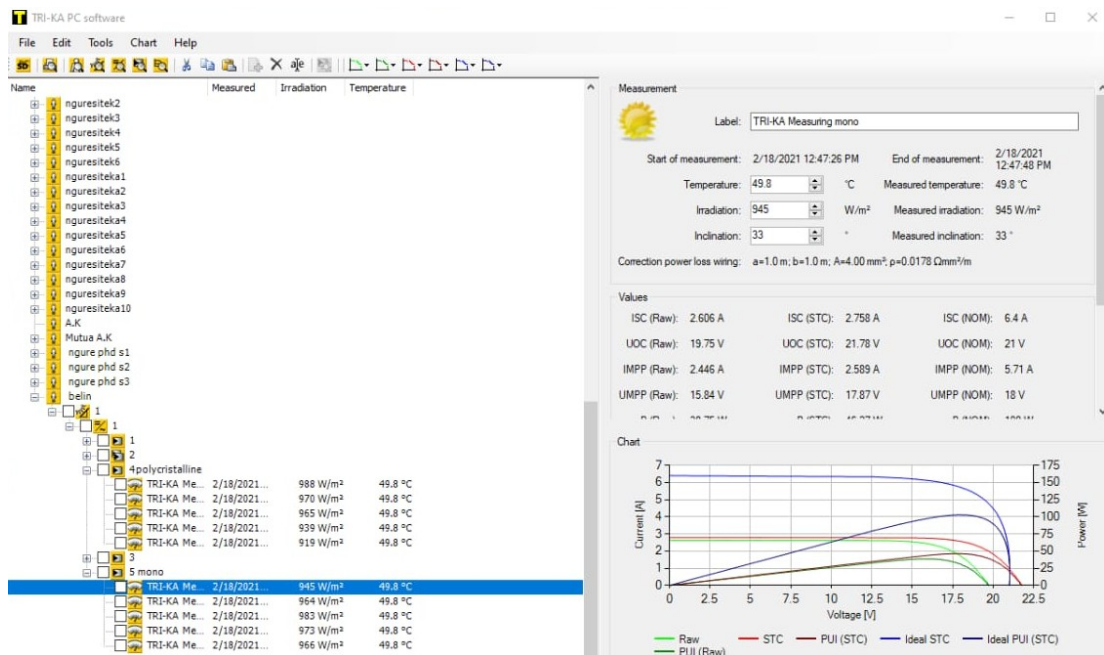 TRI-KA PC software
File Edit Tools Chart Help
Name Measured Irradiation Temperature
nguresitek2
nguresitek3
nguresitek4
nguresitek5
nguresitek6
nguresiteka1
nguresiteka2
nguresiteka3
nguresiteka4
nguresiteka5
nguresiteka6
nguresiteka7
nguresiteka8
nguresiteka9
nguresiteka10
A.K
Mutua A.K
ngure phd s1
ngure phd s2
ngure phd s3
belin
1
1
1
2
4polycristalline
TRI-KA Me... 2/18/2021... 988 W/m² 49.8 °C
TRI-KA Me... 2/18/2021... 970 W/m² 49.8 °C
TRI-KA Me... 2/18/2021... 965 W/m² 49.8 °C
TRI-KA Me... 2/18/2021... 939 W/m² 49.8 °C
TRI-KA Me... 2/18/2021... 919 W/m² 49.8 °C
3
5 mono
TRI-KA Me... 2/18/2021... 945 W/m² 49.8 °C
TRI-KA Me... 2/18/2021... 964 W/m² 49.8 °C
TRI-KA Me... 2/18/2021... 983 W/m² 49.8 °C
TRI-KA Me... 2/18/2021... 973 W/m² 49.8 °C
TRI-KA Me... 2/18/2021... 966 W/m² 49.8 °C
Measurement
Label: TRI-KA Measuring mono
Start of measurement: 2/18/2021 12:47:26 PM End of measurement: 2/18/2021 12:47:48 PM
Temperature: 49.8 °C Measured temperature: 49.8 °C
Irradiation: 945 W/m² Measured irradiation: 945 W/m²
Inclination: 33 ° Measured inclination: 33 °
Correction power loss wiring: a=1.0 m; b=1.0 m; A=4.00 mm²; ρ=0.0178 Ωmm²/m
Values
ISC (Raw): 2.606 A ISC (STC): 2.758 A ISC (NOM): 6.4 A
UOC (Raw): 19.75 V UOC (STC): 21.78 V UOC (NOM): 21 V
IMPP (Raw): 2.446 A IMPP (STC): 2.589 A IMPP (NOM): 5.71 A
UMPP (Raw): 15.84 V UMPP (STC): 17.87 V UMPP (NOM): 18 V
Chart
Current [A]
7 6 5 4 3 2 1 0
175 150 125 100 75 50 25 0
Power [W]
0 2.5 5 7.5 10 12.5 15 17.5 20 22.5
Voltage [V]
Raw STC PUI (STC) Ideal STC Ideal PUI (STC)
PUI (Raw)